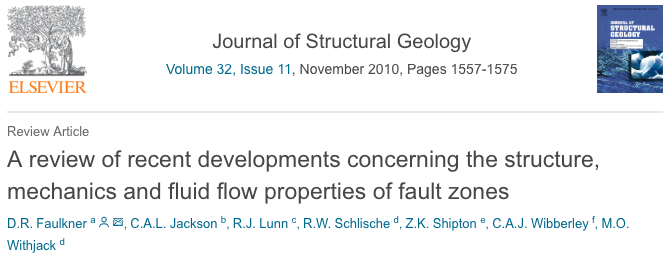 ELSEVIER
Journal of Structural Geology
Volume 32, Issue 11, November 2010, Pages 1557-1575
JOURNAL OF
STRUCTURAL
GEOLOGY
Review Article
A review of recent developments concerning the structure,
mechanics and fluid flow properties of fault zones
D.R. Faulkner a, C.A.L. Jackson b, R.J. Lunn c, R.W. Schlische d, Z.K. Shipton e, C.A.J. Wibberley f, M.O.
Withjack d